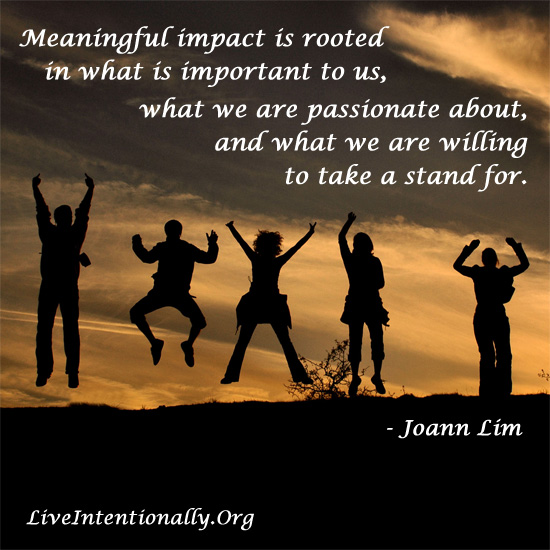 Meaningful impact is rooted
in what is important to us,
what we are passionate about,
and what we are willing
to take a stand for.
- Joann Lim
LiveIntentionally.Org